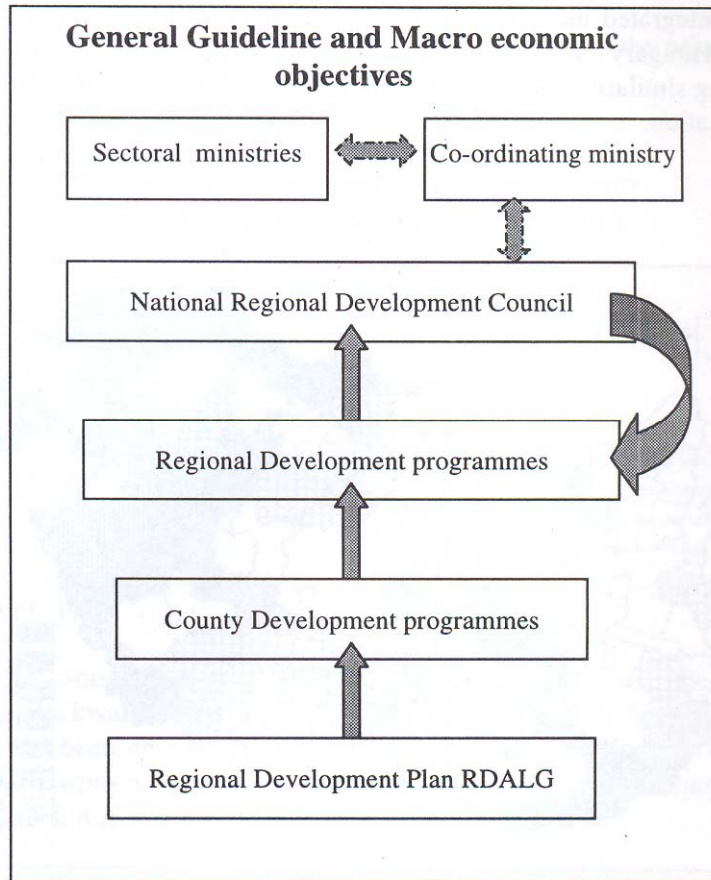 General Guideline and Macro economic
objectives
Sectoral ministries
Co-ordinating ministry
National Regional Development Council
Regional Development programmes
County Development programmes
Regional Development Plan RDALG